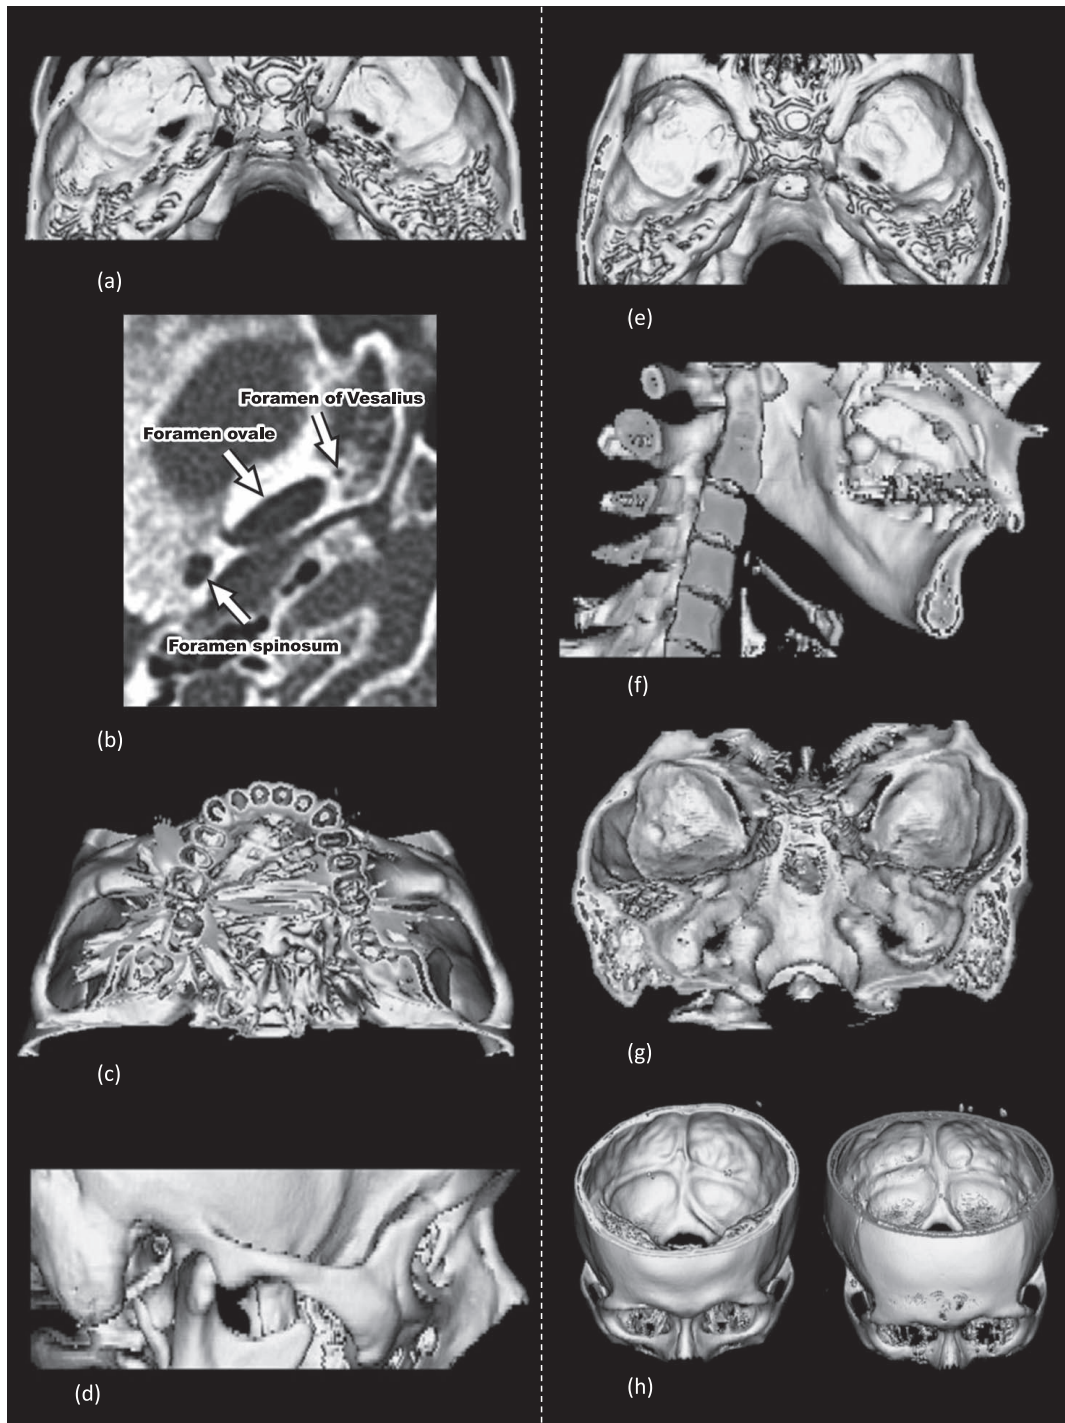 (a)
Foramen of Vesalius
Foramen ovale
Foramen spinosum
(b)
(c)
(d)
(e)
(f)
(g)
(h)